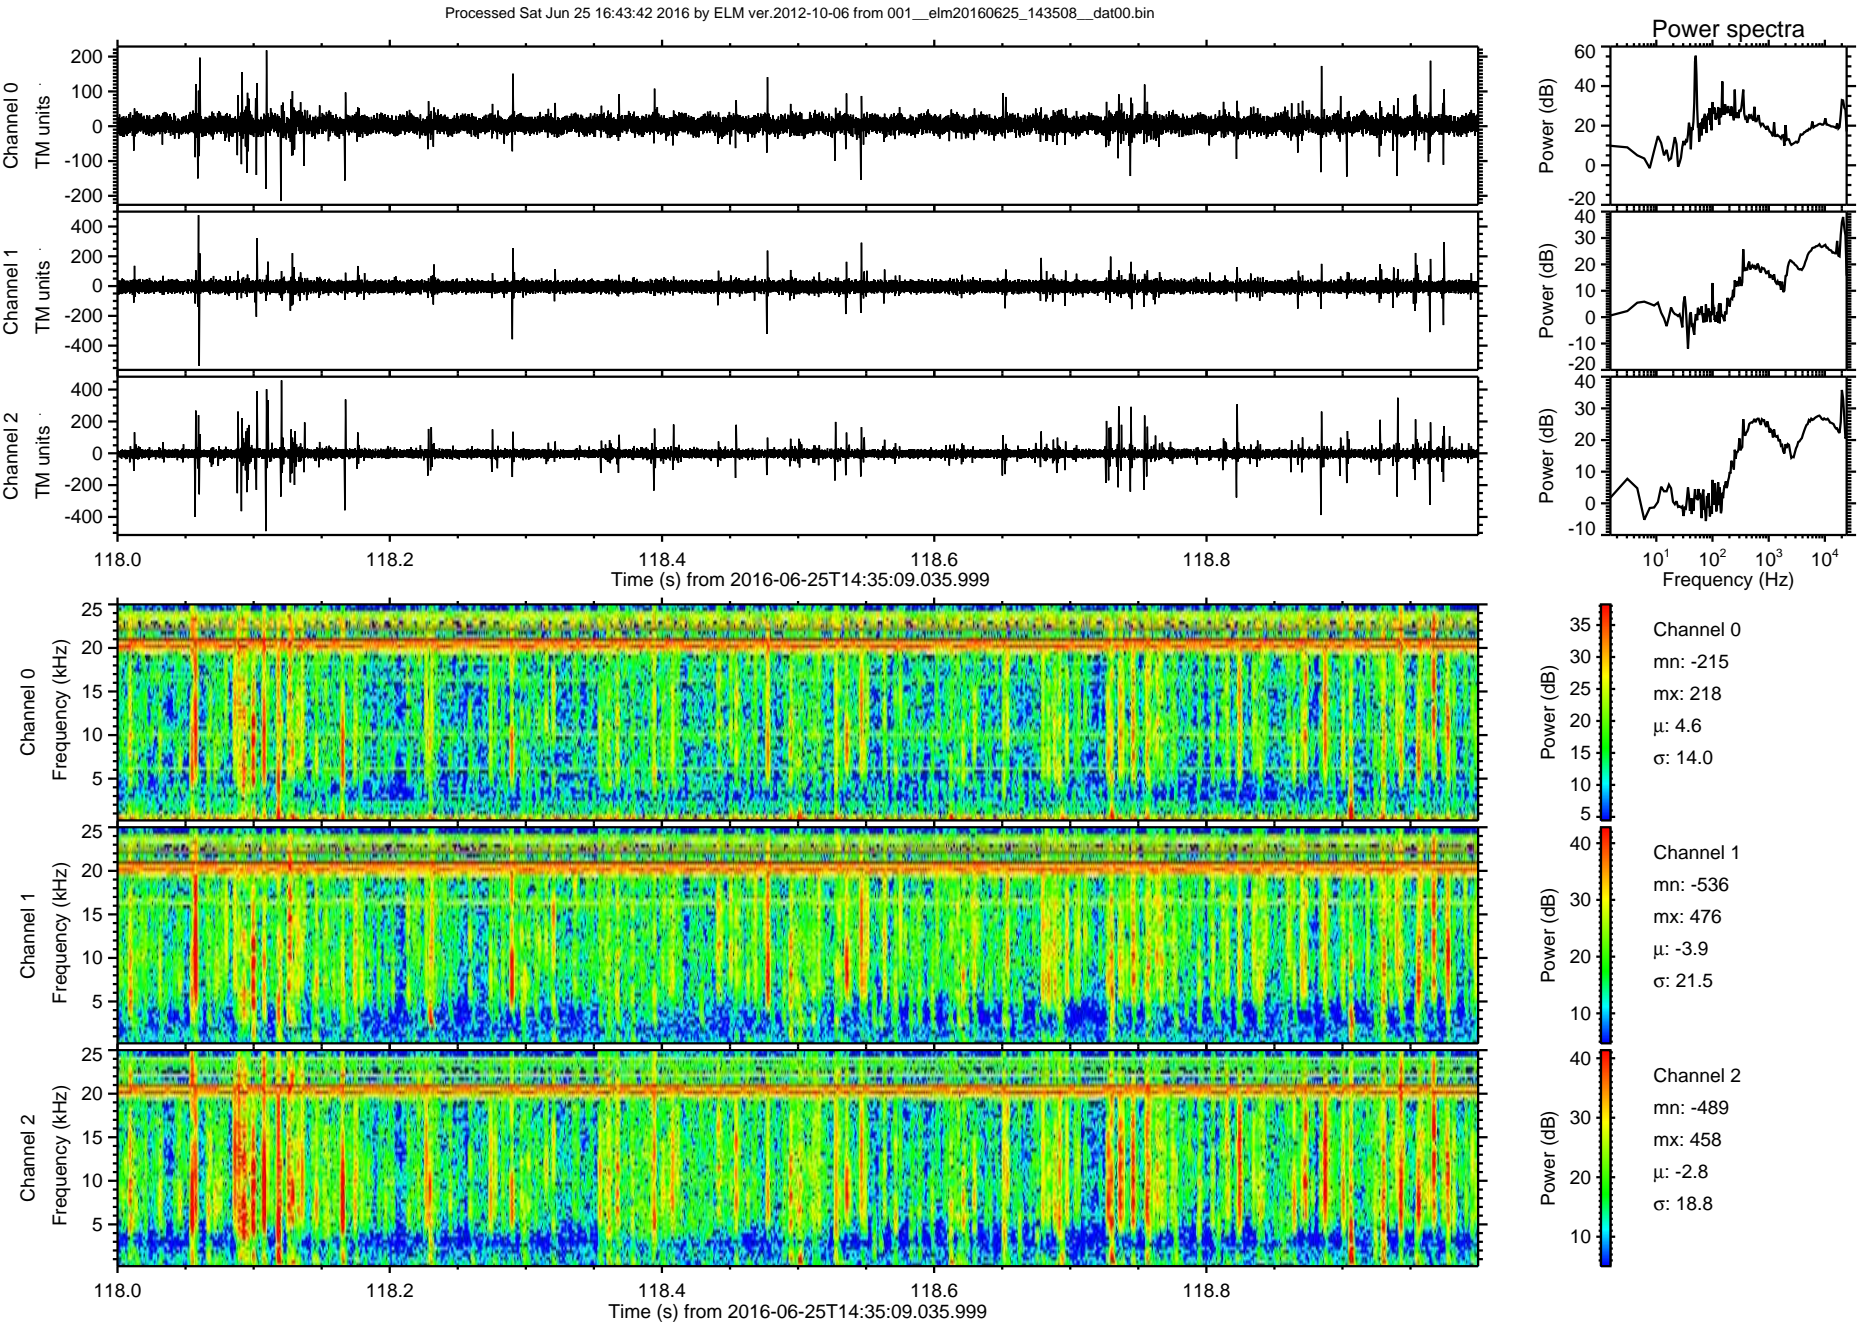 Processed Sat Jun 25 16:43:42 2016 by ELM ver.2012-10-06 from 001__elm20160625_143508__dat00.bin
Power spectra
Channel 0
TM units
200
100
0
-100
-200
Power (dB)
60
40
20
0
-20
Channel 1
TM units
400
200
0
-200
-400
Power (dB)
40
30
20
10
0
-10
-20
Channel 2
TM units
400
200
0
-200
-400
Power (dB)
40
30
20
10
0
-10
118.0 118.2 118.4 118.6 118.8
Time (s) from 2016-06-25T14:35:09.035.999
10^1 10^2 10^3 10^4
Frequency (Hz)
Channel 0
Frequency (kHz)
25
20
15
10
5
Power (dB)
35
30
25
20
15
10
5
Channel 0
mn: -215
mx: 218
μ: 4.6
σ: 14.0
Channel 1
Frequency (kHz)
25
20
15
10
5
Power (dB)
40
30
20
10
Channel 1
mn: -536
mx: 476
μ: -3.9
σ: 21.5
Channel 2
Frequency (kHz)
25
20
15
10
5
Power (dB)
40
30
20
10
Channel 2
mn: -489
mx: 458
μ: -2.8
σ: 18.8
118.0 118.2 118.4 118.6 118.8
Time (s) from 2016-06-25T14:35:09.035.999